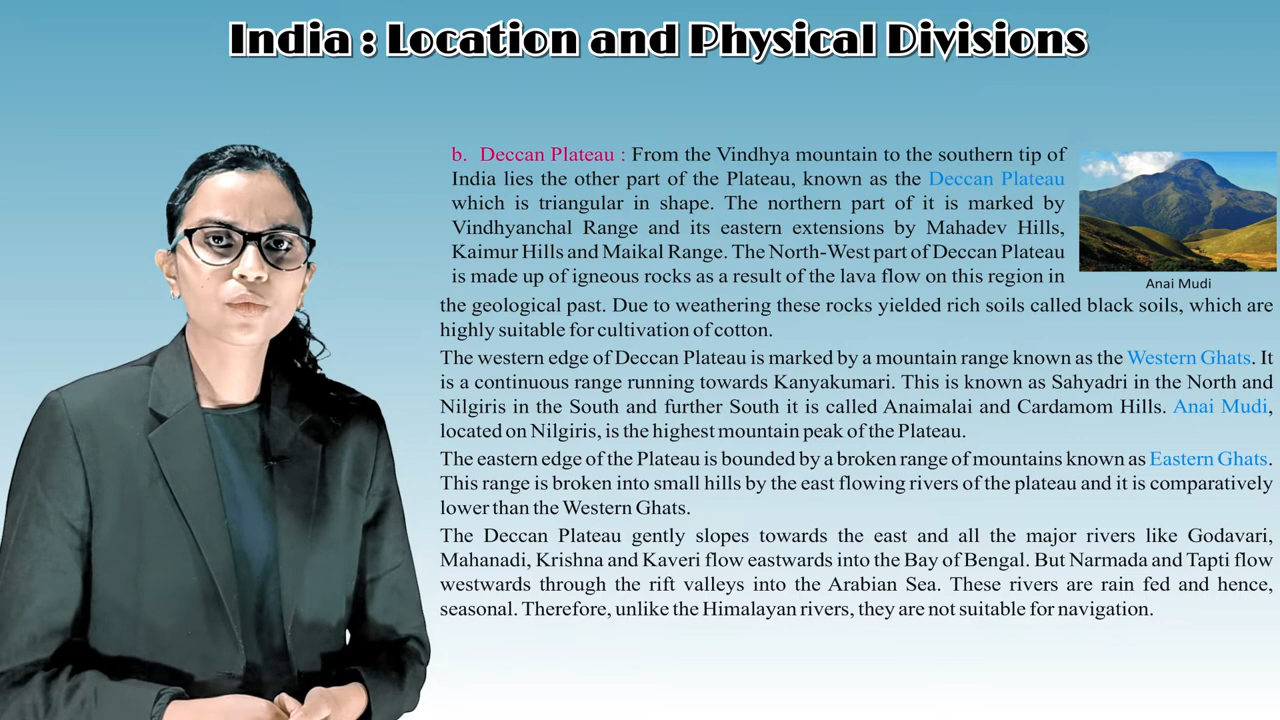 India : Location and Physical Divisions
b. Deccan Plateau : From the Vindhya mountain to the southern tip of
India lies the other part of the Plateau, known as the Deccan Plateau
which is triangular in shape. The northern part of it is marked by
Vindhyanchal Range and its eastern extensions by Mahadev Hills,
Kaimur Hills and Maikal Range. The North-West part of Deccan Plateau
is made up of igneous rocks as a result of the lava flow on this region in
Anai Mudi
the geological past. Due to weathering these rocks yielded rich soils called black soils, which are
highly suitable for cultivation of cotton.
The western edge of Deccan Plateau is marked by a mountain range known as the Western Ghats. It
is a continuous range running towards Kanyakumari. This is known as Sahyadri in the North and
Nilgiris in the South and further South it is called Anaimalai and Cardamom Hills. Anai Mudi,
located on Nilgiris, is the highest mountain peak of the Plateau.
The eastern edge of the Plateau is bounded by a broken range of mountains known as Eastern Ghats.
This range is broken into small hills by the east flowing rivers of the plateau and it is comparatively
lower than the Western Ghats.
The Deccan Plateau gently slopes towards the east and all the major rivers like Godavari,
Mahanadi, Krishna and Kaveri flow eastwards into the Bay of Bengal. But Narmada and Tapti flow
westwards through the rift valleys into the Arabian Sea. These rivers are rain fed and hence,
seasonal. Therefore, unlike the Himalayan rivers, they are not suitable for navigation.